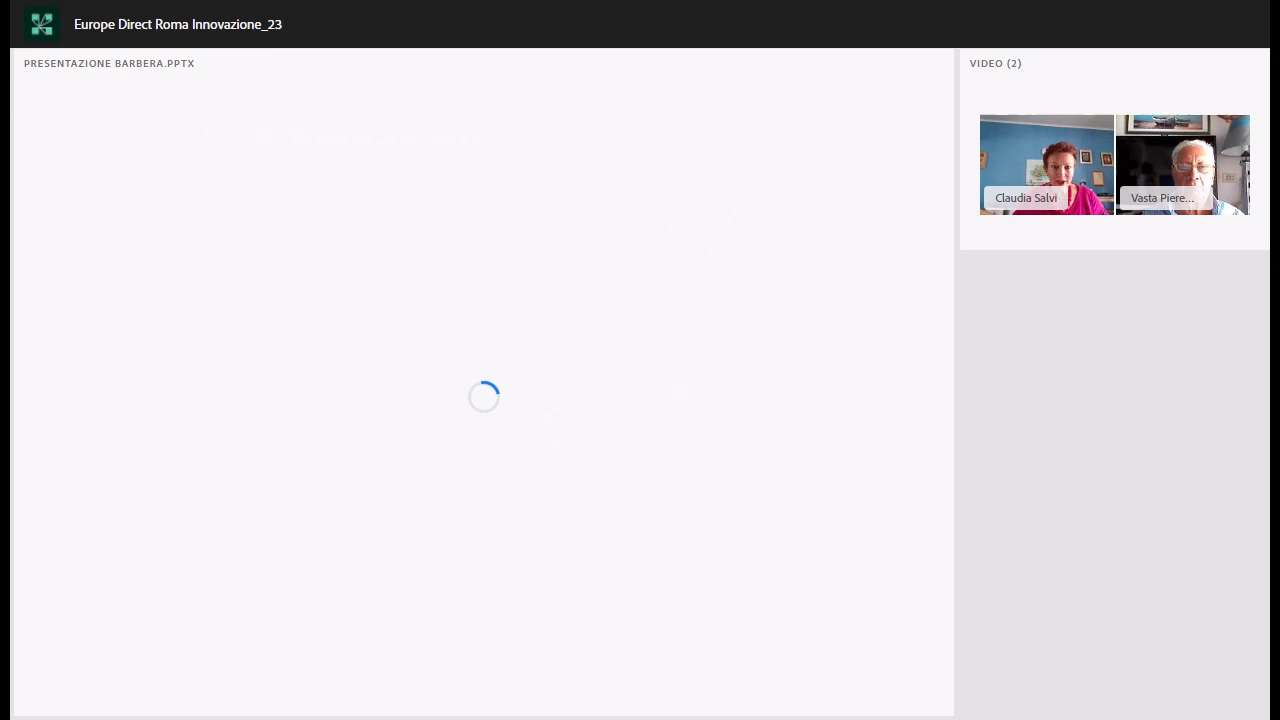 Europe Direct Roma Innovazione_23
PRESENTAZIONE BARBERA.PPTX
VIDEO (2)
Claudia Salvi
Vasta Piere...